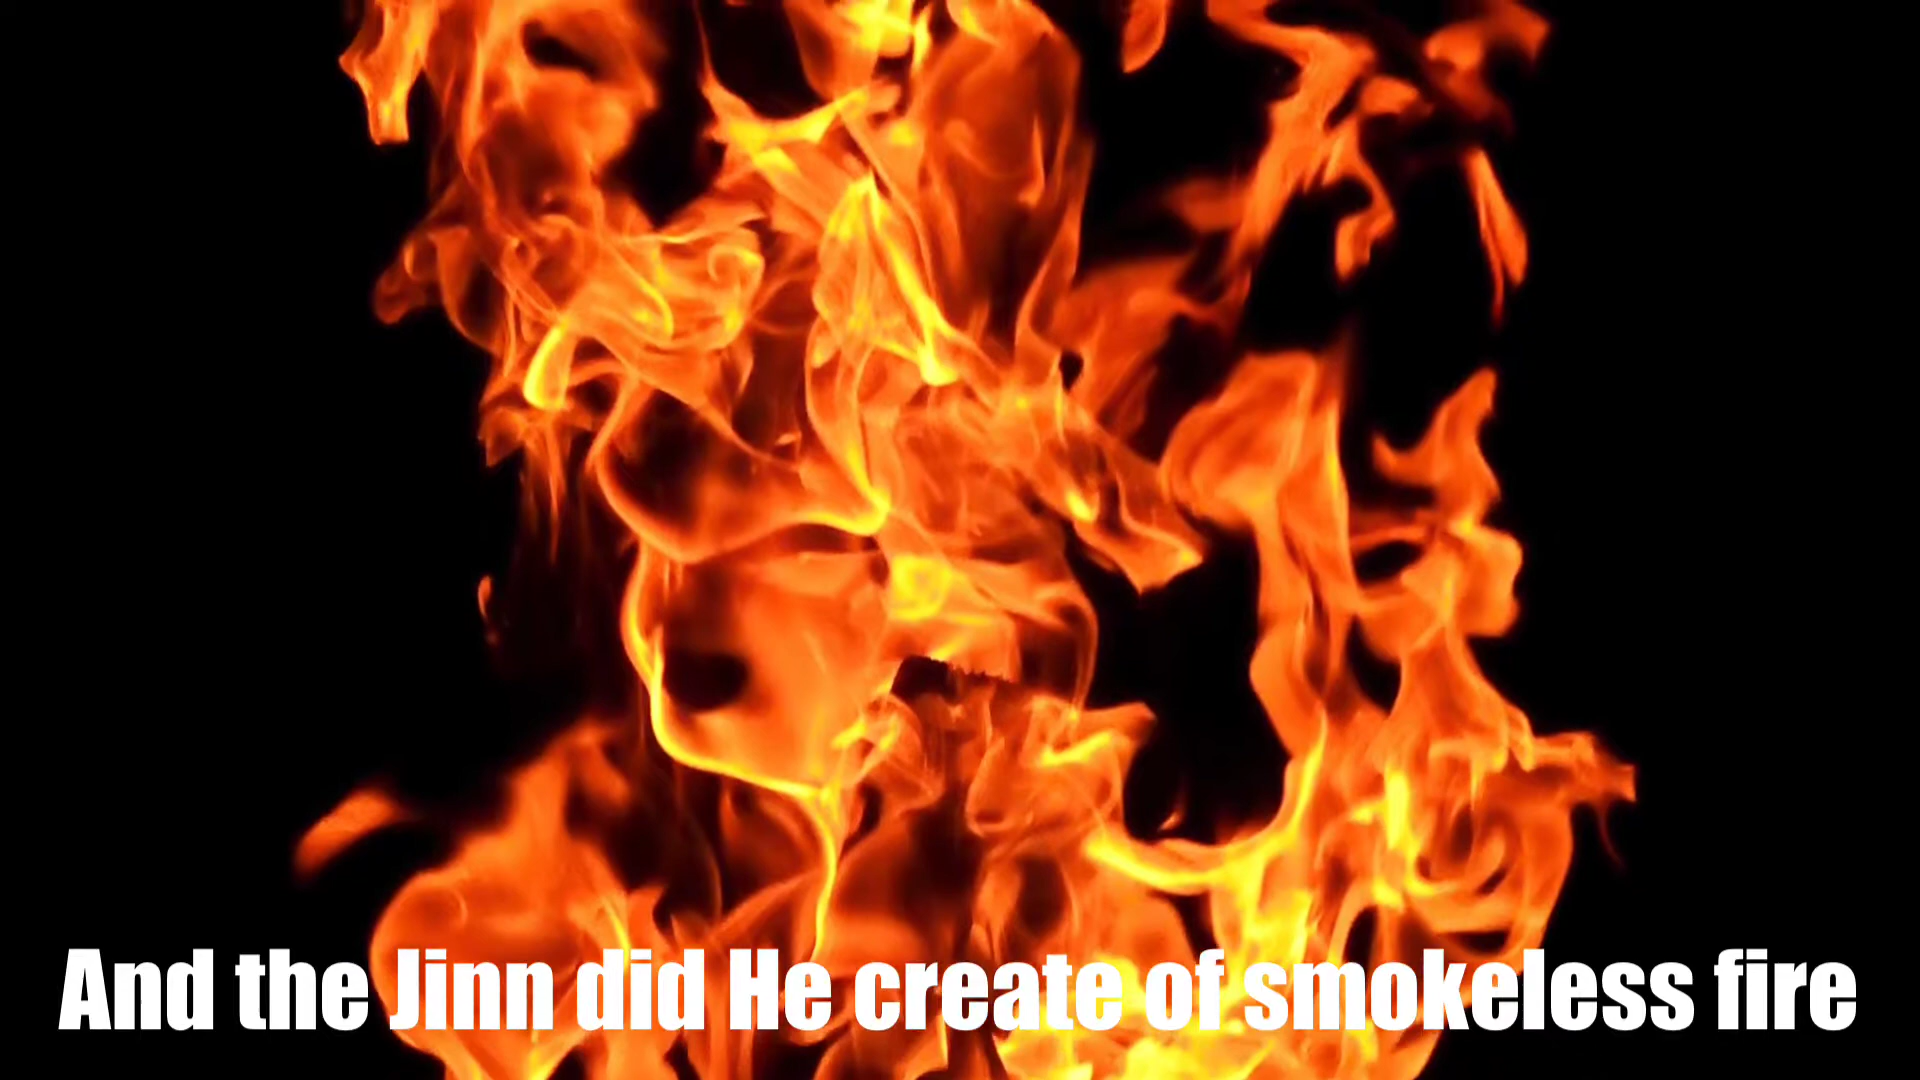 And the Jinn did He create of smokeless fire